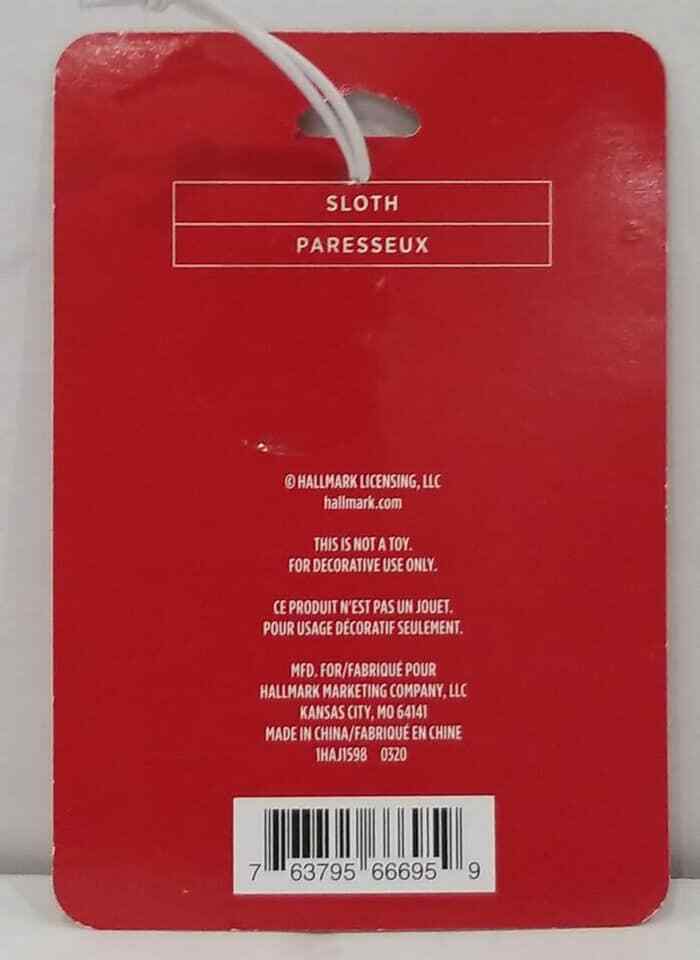 SLOTH
PARESSEUX
© HALLMARK LICENSING, LLC
hallmark.com
THIS IS NOT A TOY.
FOR DECORATIVE USE ONLY.
CE PRODUIT N'EST PAS UN JOUET.
POUR USAGE DÉCORATIF SEULEMENT.
MFD. FOR/FABRIQUÉ POUR
HALLMARK MARKETING COMPANY, LLC
KANSAS CITY, MO 64141
MADE IN CHINA/FABRIQUÉ EN CHINE
1HAJ1598 0320
7 63795 66695 9